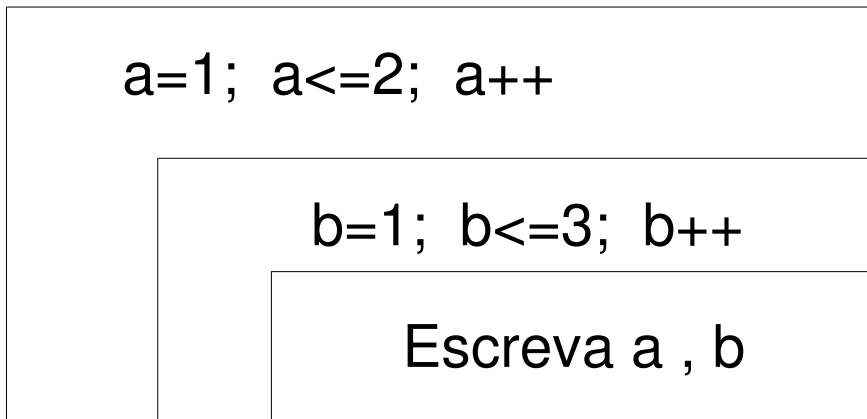 a=1; a<=2; a++
b=1; b<=3; b++
Escreva a , b